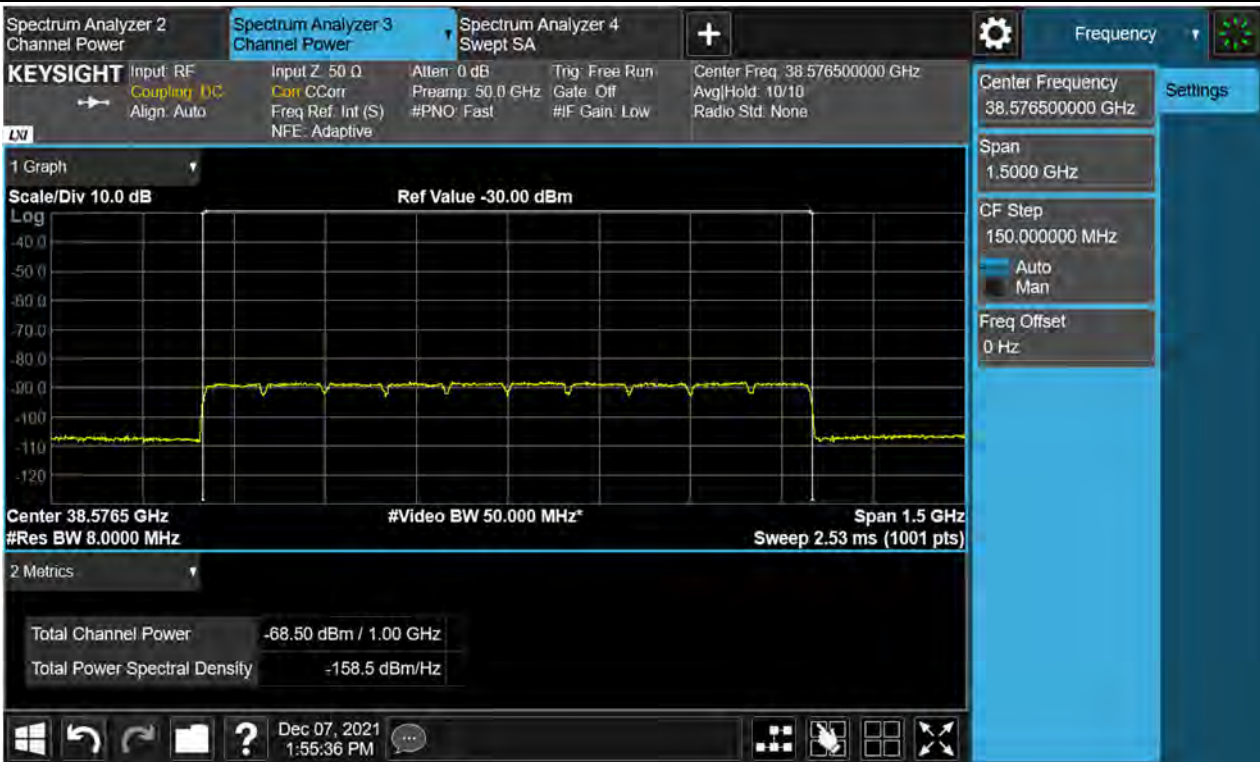 Spectrum Analyzer 2
Channel Power
Spectrum Analyzer 3
Channel Power
Spectrum Analyzer 4
Swept SA
+
Frequency
KEYSIGHT
LXI
Input: RF
Coupling: DC
Align: Auto
Input Z: 50 Ω
Corr CCorr
Freq Ref: Int (S)
NFE: Adaptive
Atten: 0 dB
Preamp: 50.0 GHz
#PNO: Fast
Trig: Free Run
Gate: Off
#IF Gain: Low
Center Freq: 38.576500000 GHz
Avg|Hold: 10/10
Radio Std: None
Center Frequency
38.576500000 GHz
Settings
Span
1.5000 GHz
CF Step
150.000000 MHz
Auto
Man
Freq Offset
0 Hz
1 Graph
Scale/Div 10.0 dB
Ref Value -30.00 dBm
Log
-40.0
-50.0
-60.0
-70.0
-80.0
-90.0
-100
-110
-120
Center 38.5765 GHz
#Video BW 50.000 MHz*
Span 1.5 GHz
#Res BW 8.0000 MHz
Sweep 2.53 ms (1001 pts)
2 Metrics
Total Channel Power -68.50 dBm / 1.00 GHz
Total Power Spectral Density -158.5 dBm/Hz
?
Dec 07, 2021
1:55:36 PM